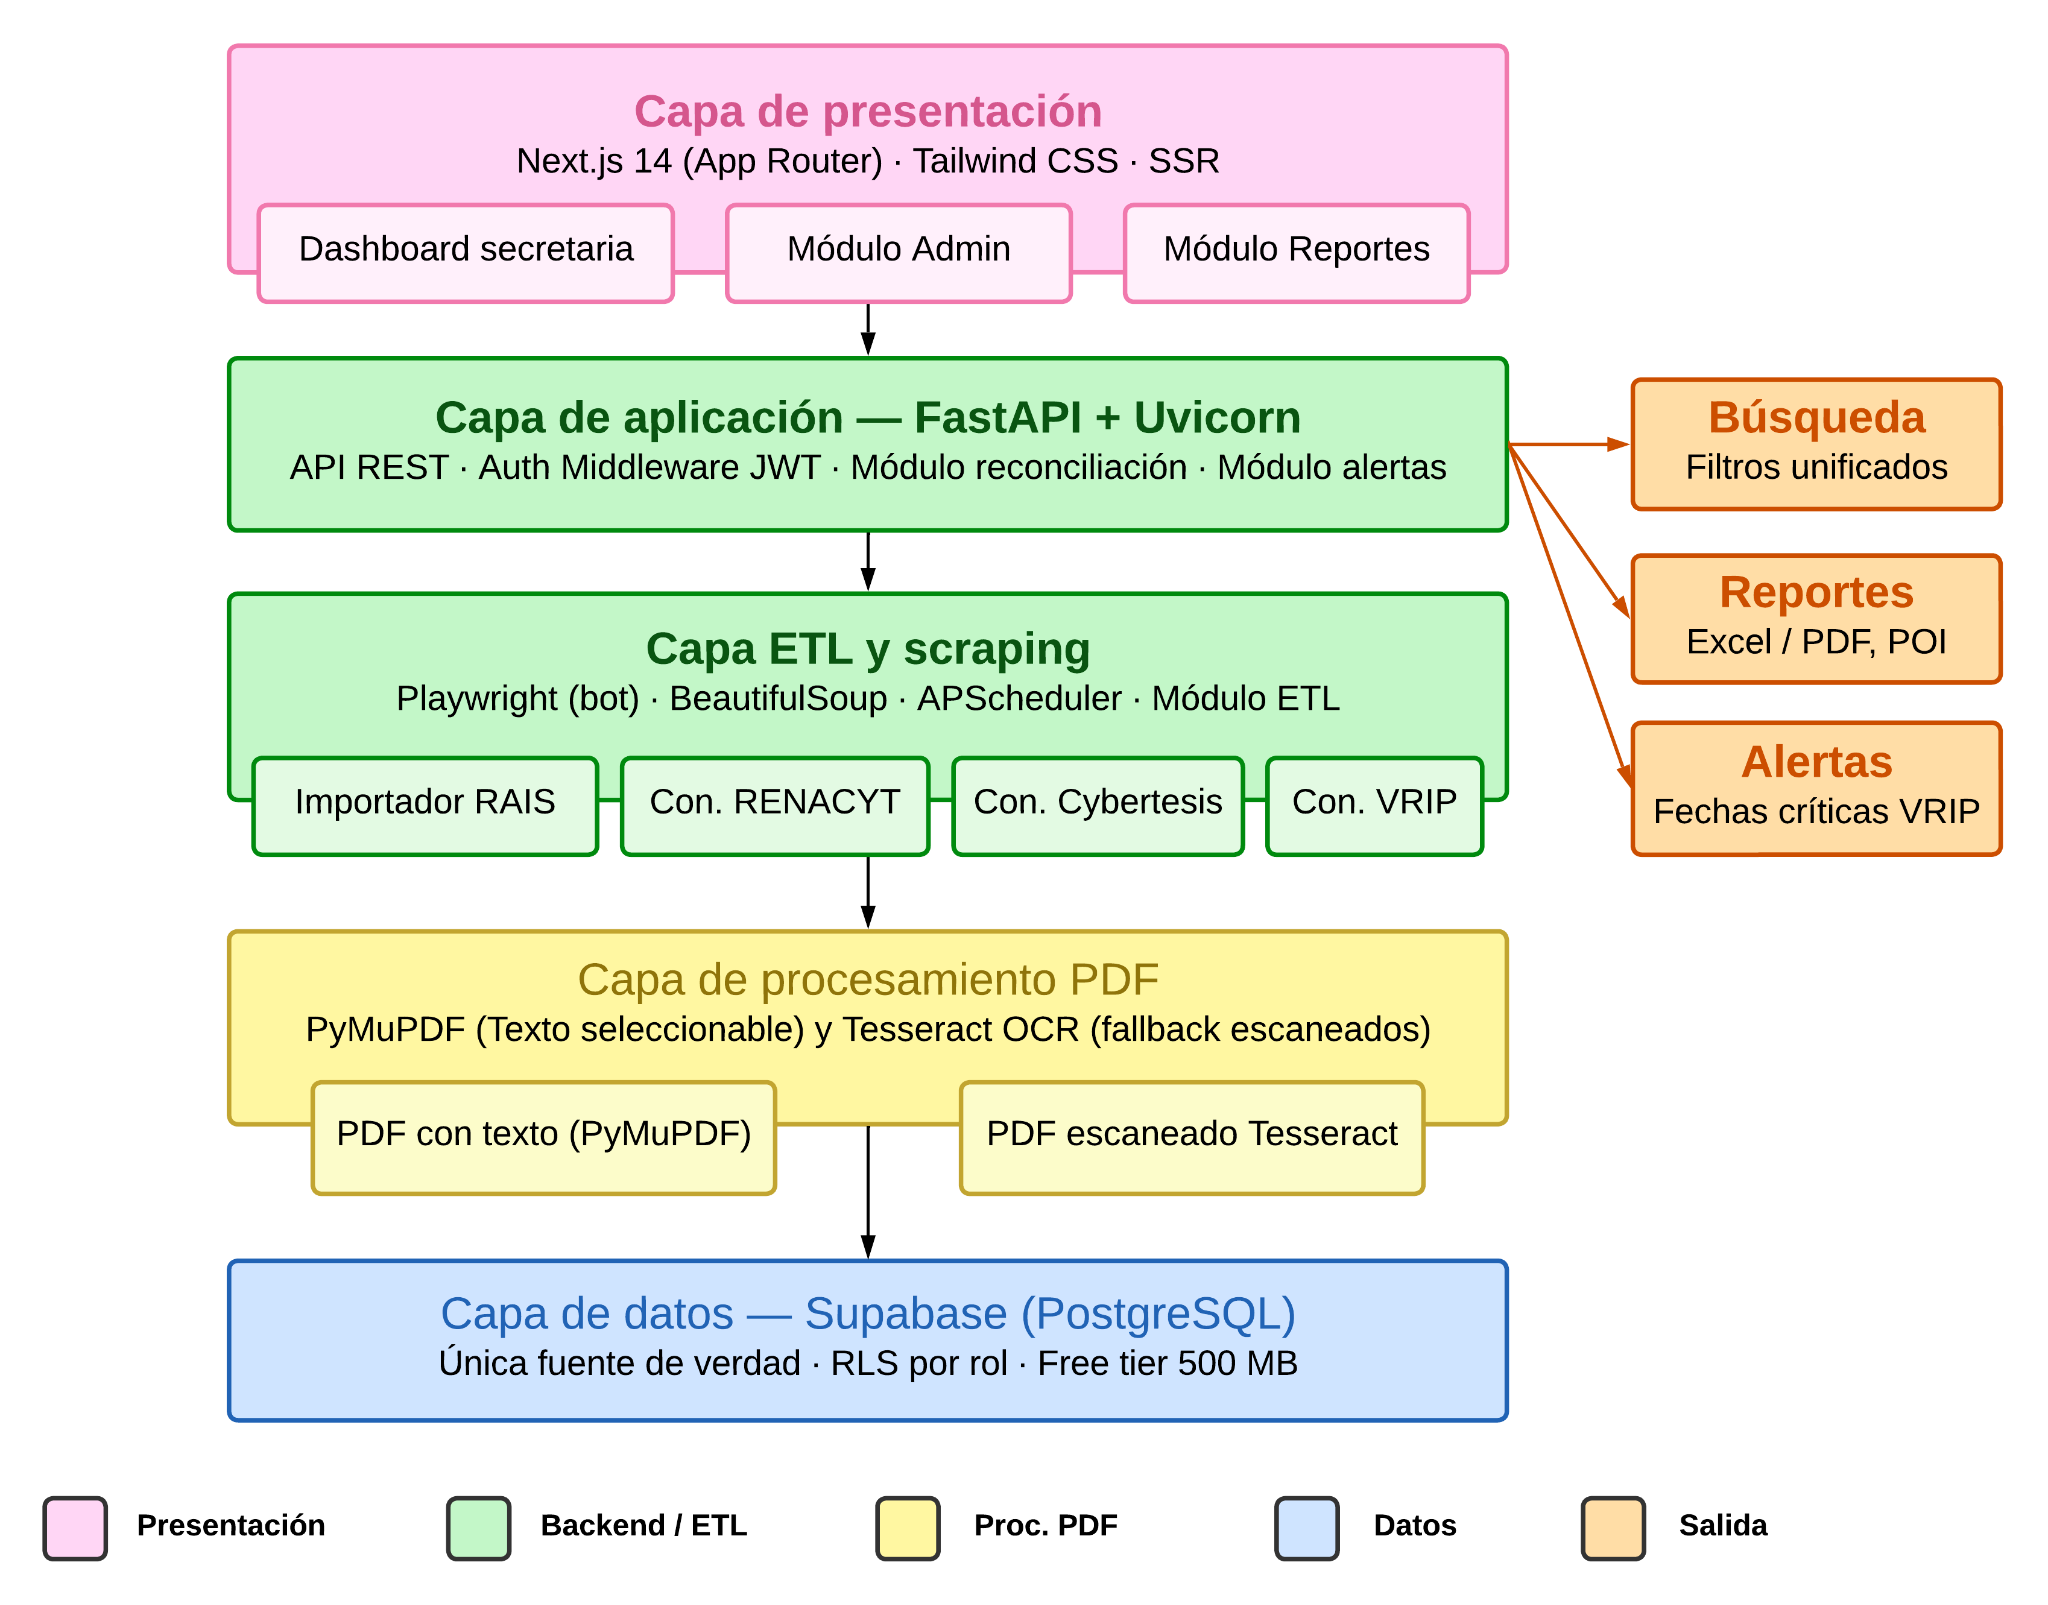 Capa de presentación
Next.js 14 (App Router) · Tailwind CSS · SSR
Dashboard secretaria
Módulo Admin
Módulo Reportes
Capa de aplicación — FastAPI + Uvicorn
API REST · Auth Middleware JWT · Módulo reconciliación · Módulo alertas
Búsqueda
Filtros unificados
Reportes
Excel / PDF, POI
Alertas
Fechas críticas VRIP
Capa ETL y scraping
Playwright (bot) · BeautifulSoup · APScheduler · Módulo ETL
Importador RAIS
Con. RENACYT
Con. Cybertesis
Con. VRIP
Capa de procesamiento PDF
PyMuPDF (Texto seleccionable) y Tesseract OCR (fallback escaneados)
PDF con texto (PyMuPDF)
PDF escaneado Tesseract
Capa de datos — Supabase (PostgreSQL)
Única fuente de verdad · RLS por rol · Free tier 500 MB
Presentación
Backend / ETL
Proc. PDF
Datos
Salida